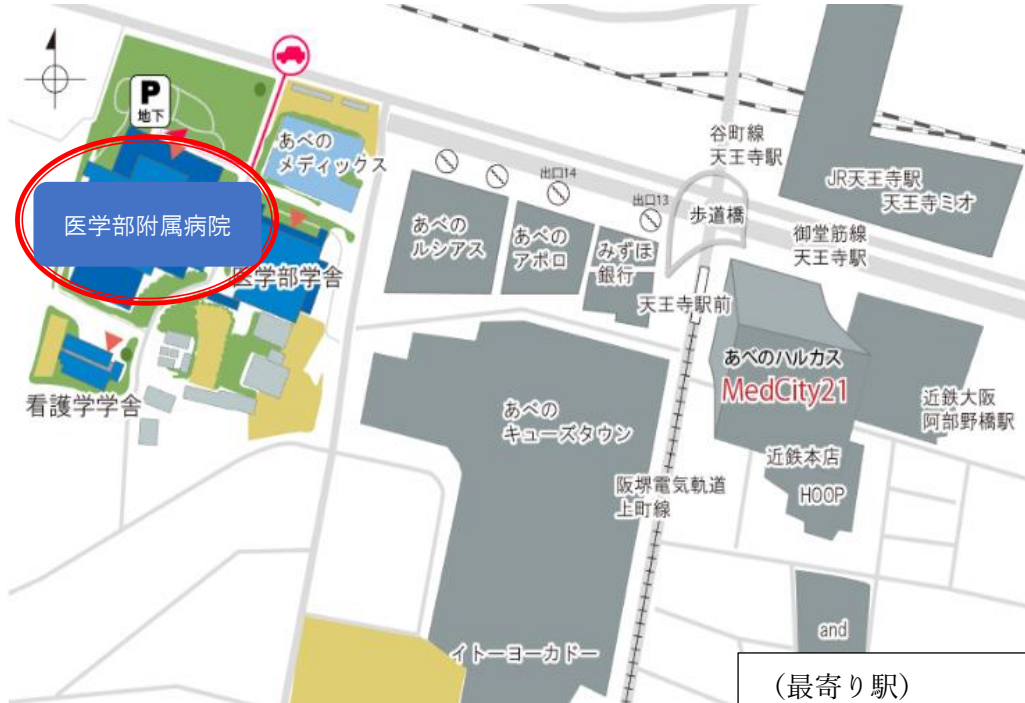 P
地下
あべの
メディックス
医学部附属病院
医学部学舎
看護学学舎
あべの
ルシアス
出口14
あべの
アポロ
出口13
みずほ
銀行
谷町線
天王寺駅
歩道橋
JR天王寺駅
天王寺ミオ
御堂筋線
天王寺駅
天王寺駅前
あべのハルカス
MedCity21
近鉄大阪
阿部野橋駅
あべの
キューズタウン
近鉄本店
HOOP
阪堺電気軌道
上町線
and
イトーヨーカドー
（最寄り駅）